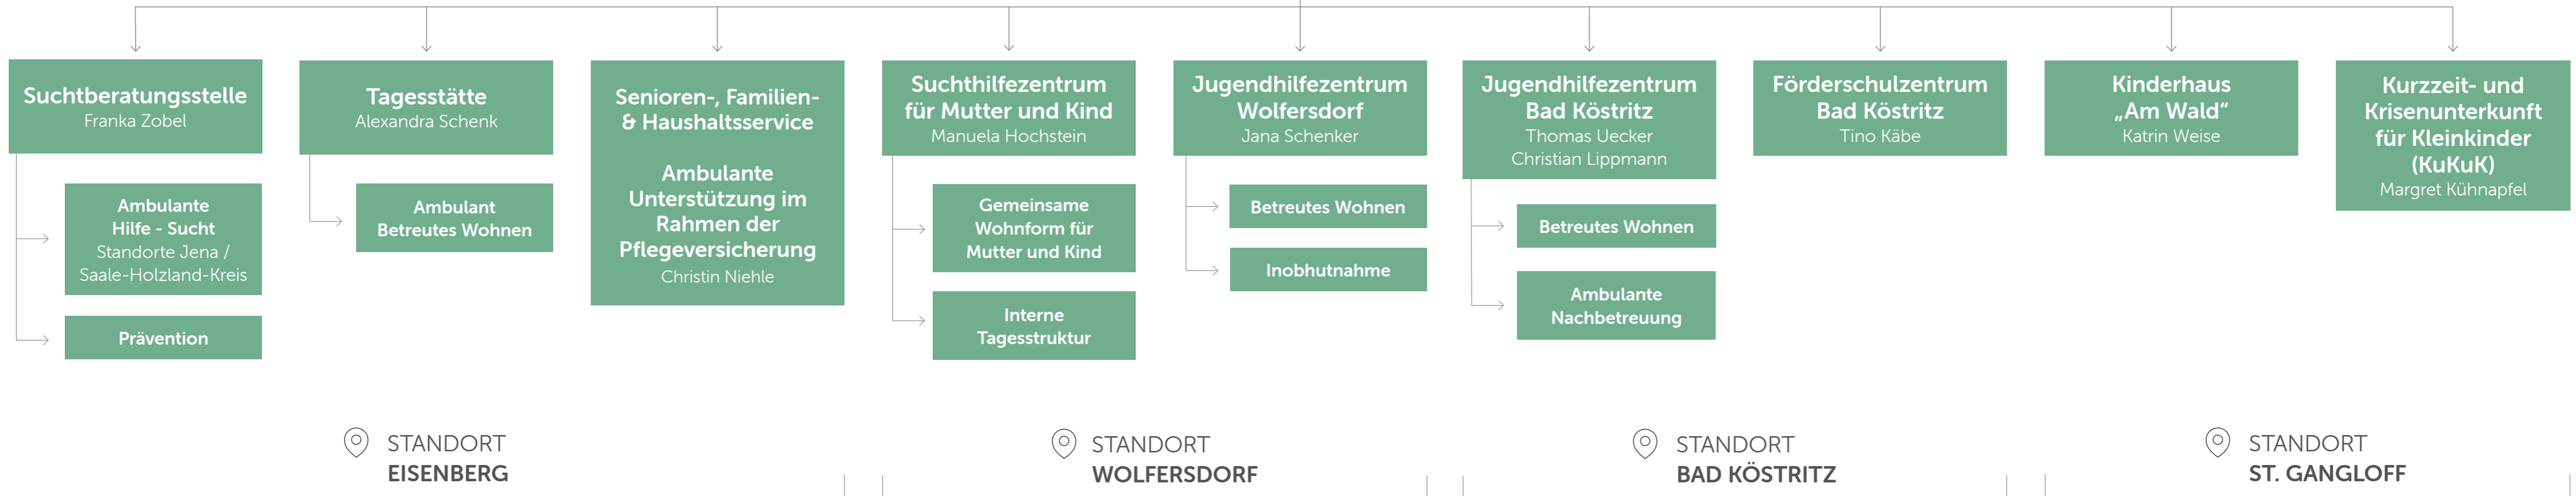 Suchtberatungsstelle
Franka Zobel
Ambulante
Hilfe - Sucht
Standorte Jena /
Saale-Holzland-Kreis
Prävention
Tagesstätte
Alexandra Schenk
Ambulant
Betreutes Wohnen
Senioren-, Familien-
& Haushaltsservice
Ambulante
Unterstützung im
Rahmen der
Pflegeversicherung
Christin Niehle
STANDORT
EISENBERG
Suchthilfezentrum
für Mutter und Kind
Manuela Hochstein
Gemeinsame
Wohnform für
Mutter und Kind
Interne
Tagesstruktur
Jugendhilfezentrum
Wolfersdorf
Jana Schenker
Betreutes Wohnen
Inobhutnahme
STANDORT
WOLFERSDORF
Jugendhilfezentrum
Bad Köstritz
Thomas Uecker
Christian Lippmann
Betreutes Wohnen
Ambulante
Nachbetreuung
Förderschulzentrum
Bad Köstritz
Tino Käbe
STANDORT
BAD KÖSTRITZ
Kinderhaus
„Am Wald“
Katrin Weise
Kurzzeit- und
Krisenunterkunft
für Kleinkinder
(KuKuK)
Margret Kühnapfel
STANDORT
ST. GANGLOFF